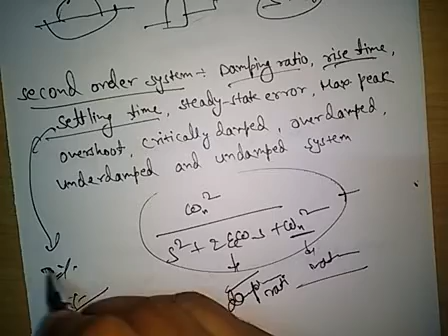 second order system÷ Damping ratio, rise time,
settling time, steady-state error, Max peak
overshoot, critically damped, overdamped,
underdamped and undamped system
ωn²
s² + 2ξωs + ωn²